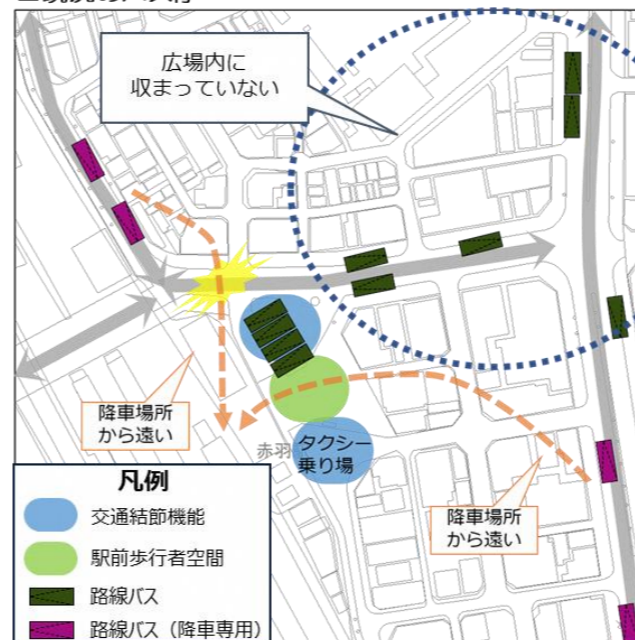 広場内に
収まっていない
降車場所
から遠い
赤羽
タクシー
乗り場
降車場所
から遠い
凡例
交通結節機能
駅前歩行者空間
路線バス
路線バス（降車専用）